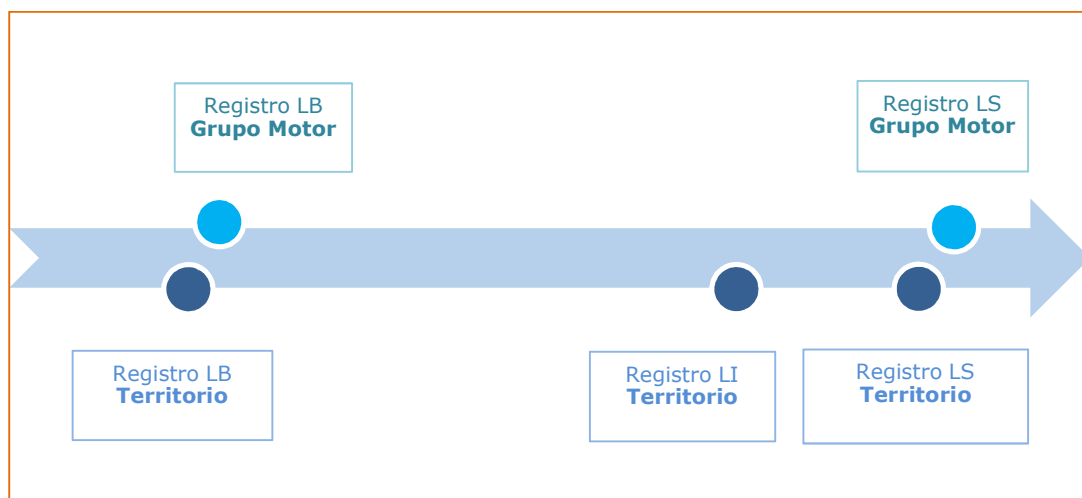 Registro LB
Grupo Motor
Registro LS
Grupo Motor
Registro LB
Territorio
Registro LI
Territorio
Registro LS
Territorio